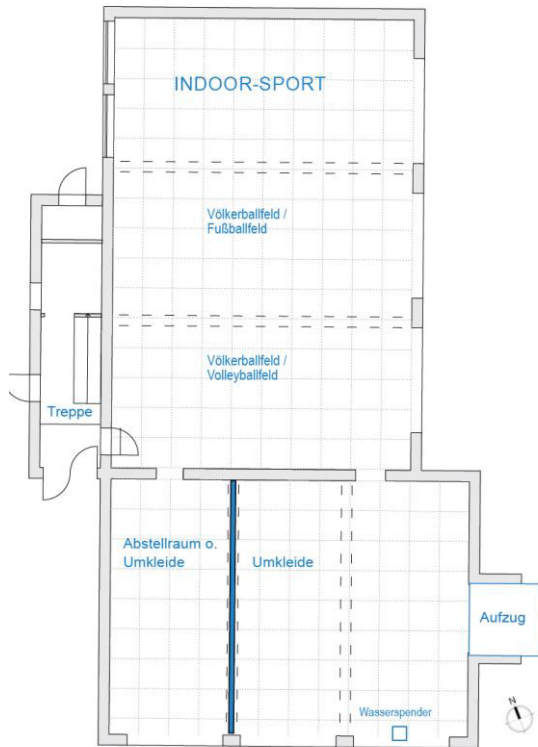 INDOOR-SPORT
Völkerballfeld /
Fußballfeld
Völkerballfeld /
Volleyballfeld
Treppe
Abstellraum o.
Umkleide
Umkleide
Aufzug
Wasserspender
N